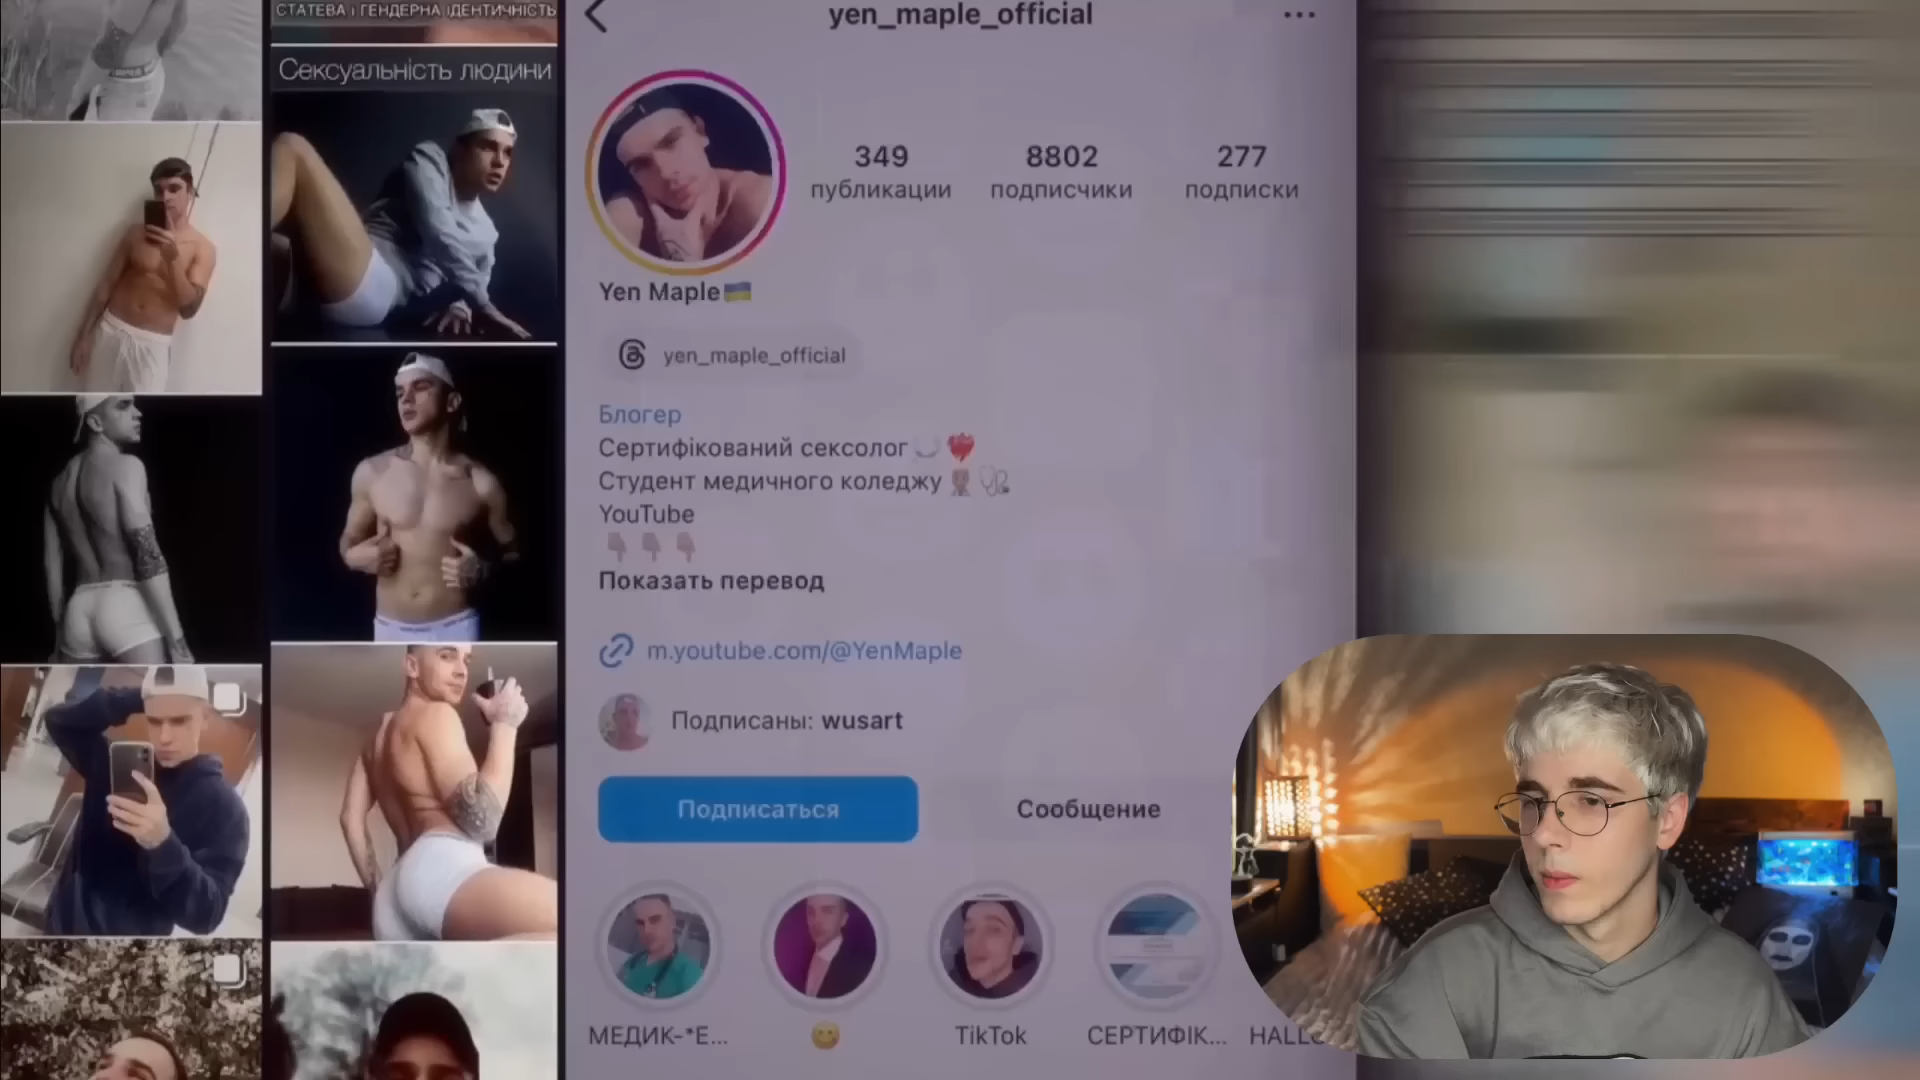 СТАТЕВА І ГЕНДЕРНА ІДЕНТИЧНІСТЬ
Сексуальність людини
yen_maple_official
349
публикации
8802
подписчики
277
подписки
Yen Maple
yen_maple_official
Блогер
Сертифікований сексолог
Студент медичного коледжу
YouTube
Показать перевод
m.youtube.com/@YenMaple
Подписаны: wusart
Подписаться
Сообщение
МЕДИК-*Е...
TikTok
СЕРТИФІК...